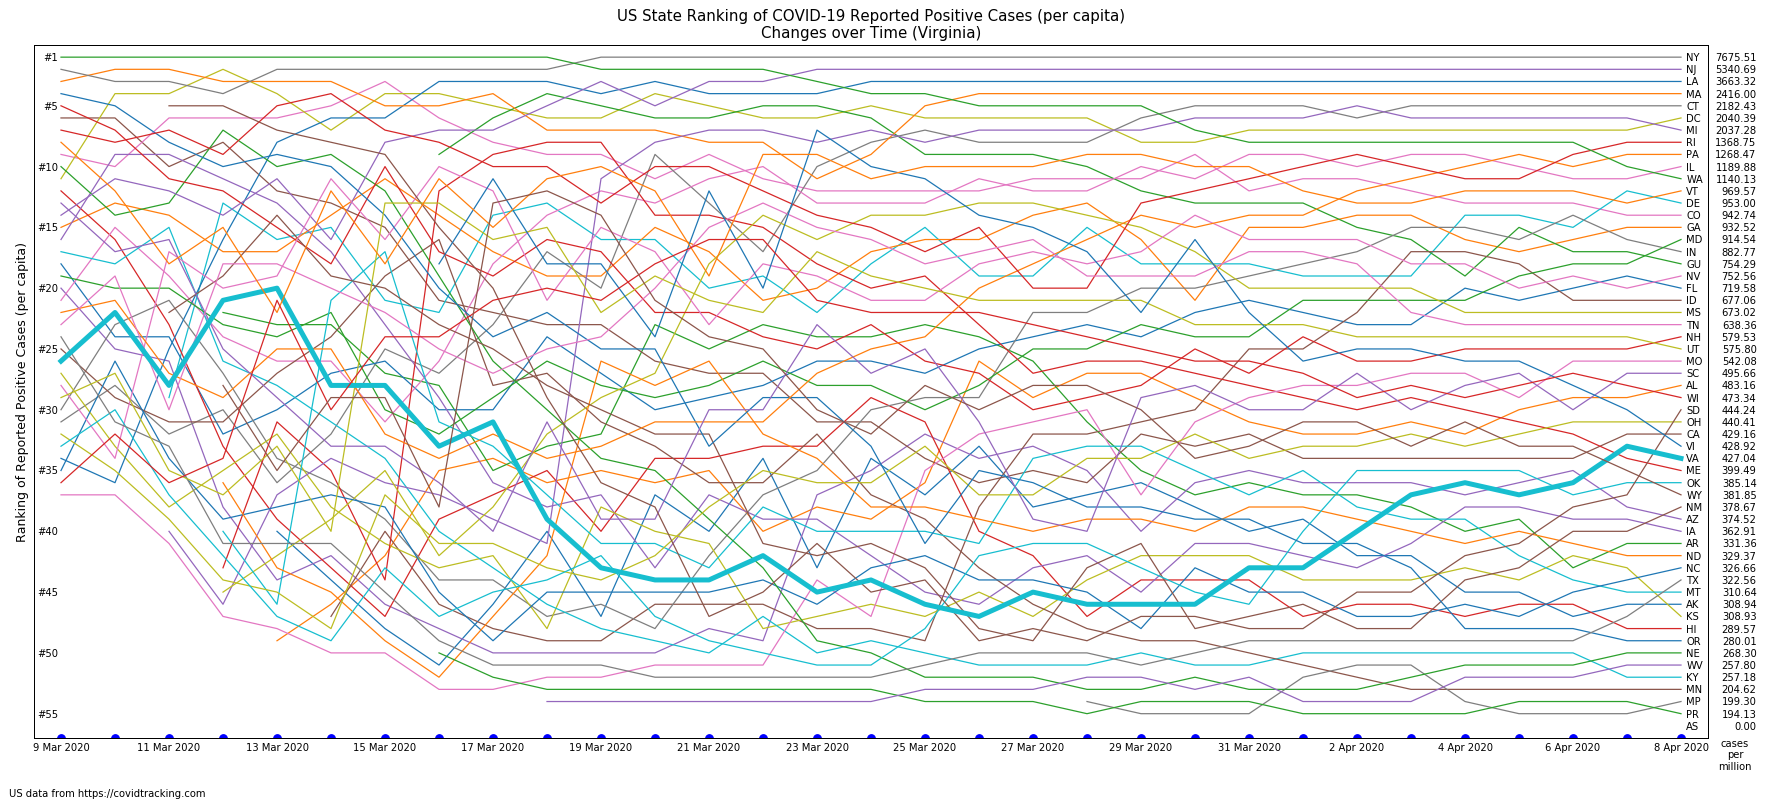 US State Ranking of COVID-19 Reported Positive Cases (per capita)
Changes over Time (Virginia)
Ranking of Reported Positive Cases (per capita)
#1
#5
#10
#15
#20
#25
#30
#35
#40
#45
#50
#55
NY 7675.51
NJ 5340.69
LA 3663.32
MA 2416.00
CT 2182.43
DC 2040.39
MI 2037.28
RI 1368.75
PA 1268.47
IL 1189.88
WA 1140.13
VT 969.57
DE 953.00
CO 942.74
GA 932.52
MD 914.54
IN 882.77
GU 754.29
NV 752.56
FL 719.58
ID 677.06
MS 673.02
TN 638.36
NH 579.53
UT 575.80
MO 542.08
SC 495.66
AL 483.16
WI 473.34
SD 444.24
OH 440.41
CA 429.16
VI 428.92
VA 427.04
ME 399.49
OK 385.14
WY 381.85
NM 378.67
AZ 374.52
IA 362.91
AR 331.36
ND 329.37
NC 326.66
TX 322.56
MT 310.64
AK 308.94
KS 308.93
HI 289.57
OR 280.01
NE 268.30
WV 257.80
KY 257.18
MN 204.62
MP 199.30
PR 194.13
AS 0.00
9 Mar 2020 11 Mar 2020 13 Mar 2020 15 Mar 2020 17 Mar 2020 19 Mar 2020 21 Mar 2020 23 Mar 2020 25 Mar 2020 27 Mar 2020 29 Mar 2020 31 Mar 2020 2 Apr 2020 4 Apr 2020 6 Apr 2020 8 Apr 2020
cases
per
million
US data from https://covidtracking.com